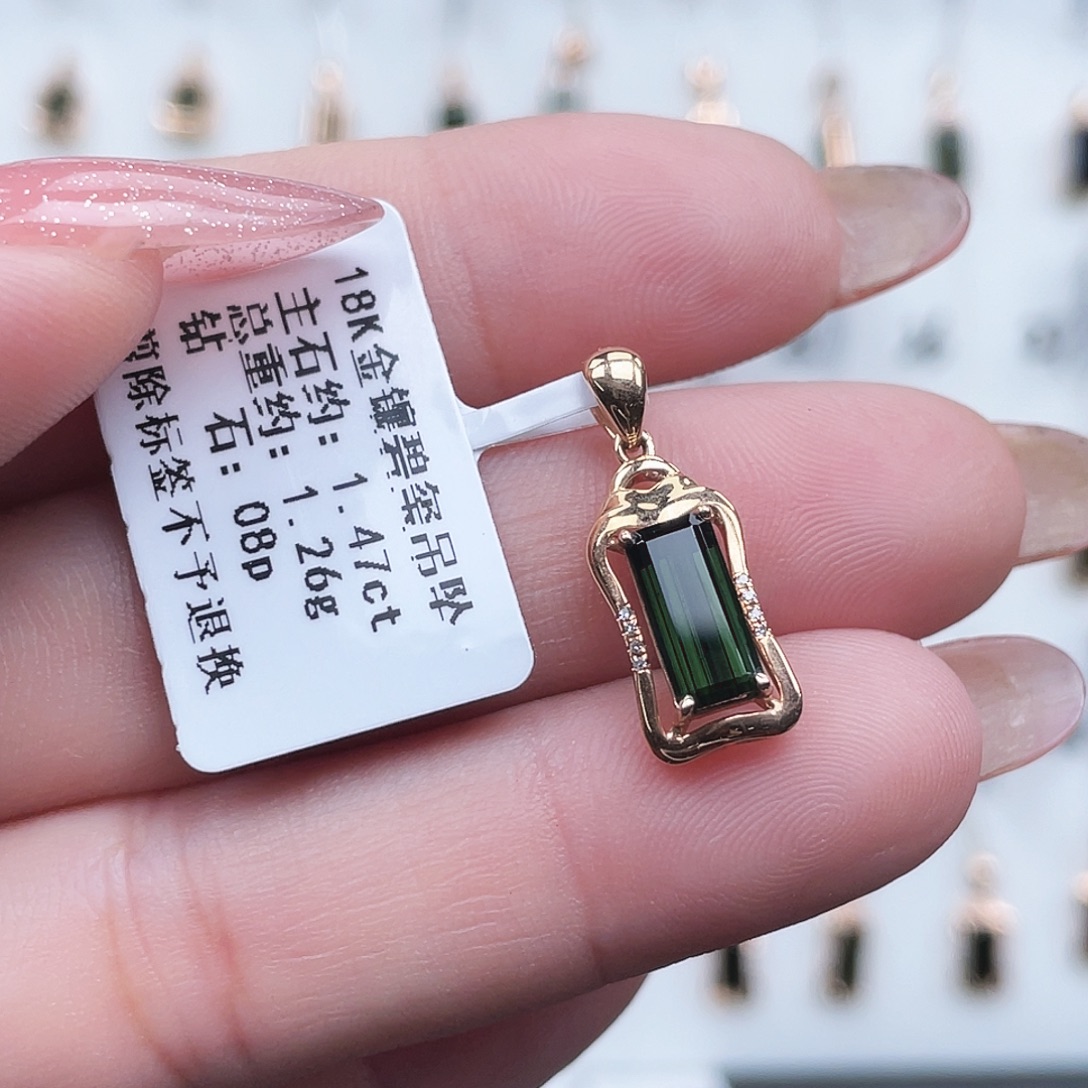 18K金镶碧玺吊坠
主石约: 1.47ct
总重约: 1.26g
钻 石: 08p
剪除标签不予退换